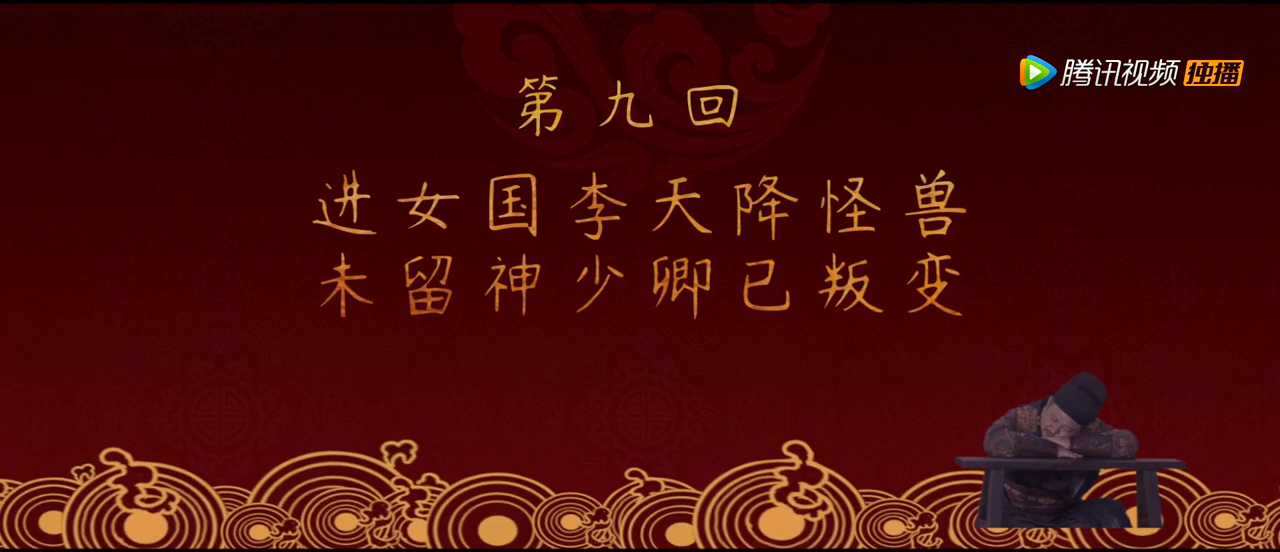 第九回
腾讯视频 独播
进女国李天降怪兽
未留神少卿已叛变